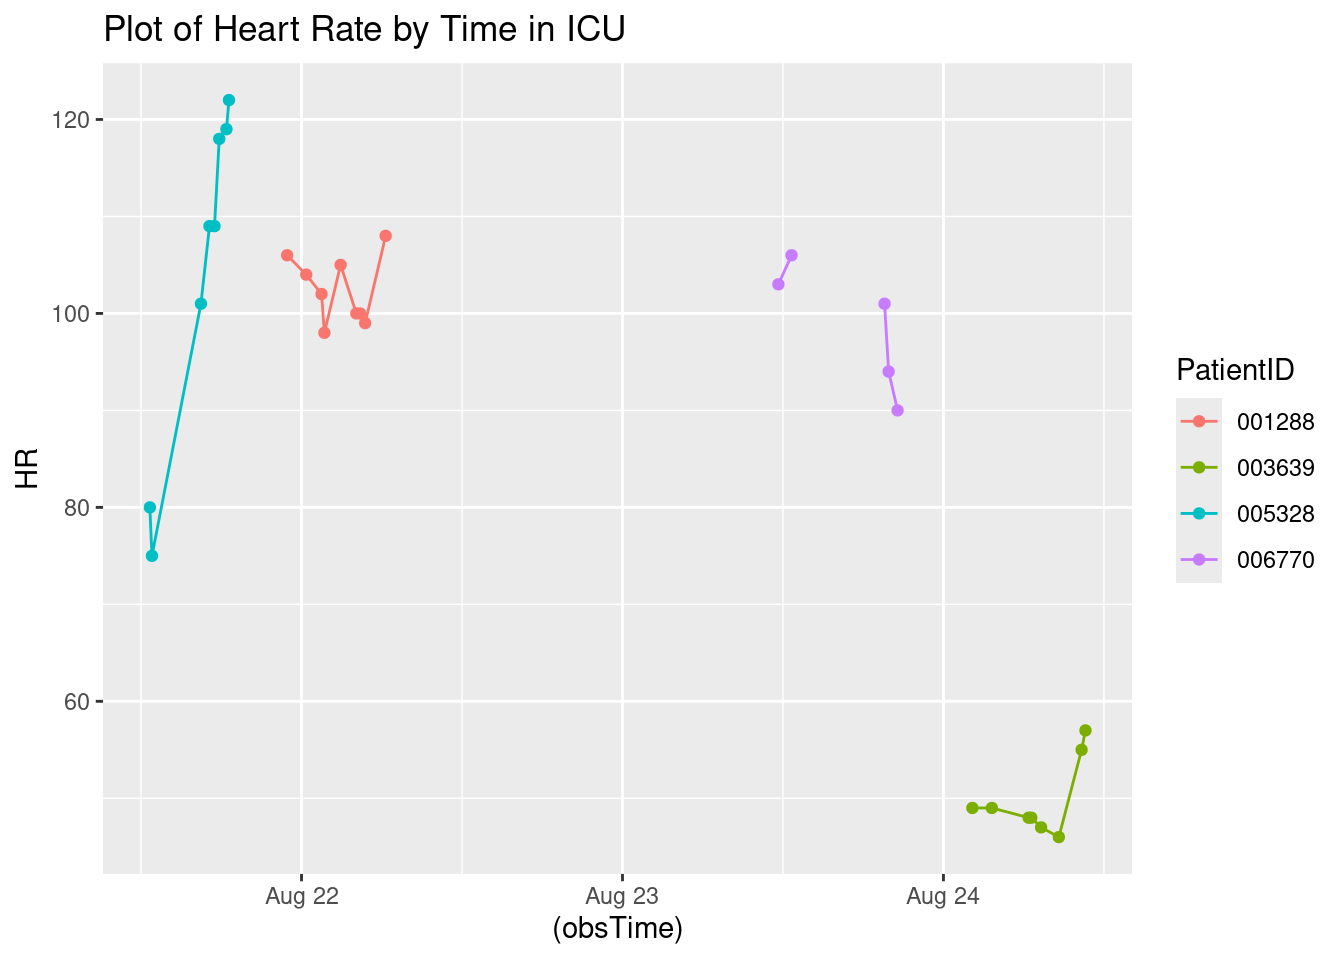 Plot of Heart Rate by Time in ICU
120
100
80
60
HR
Aug 22
Aug 23
Aug 24
(obsTime)
PatientID
001288
003639
005328
006770